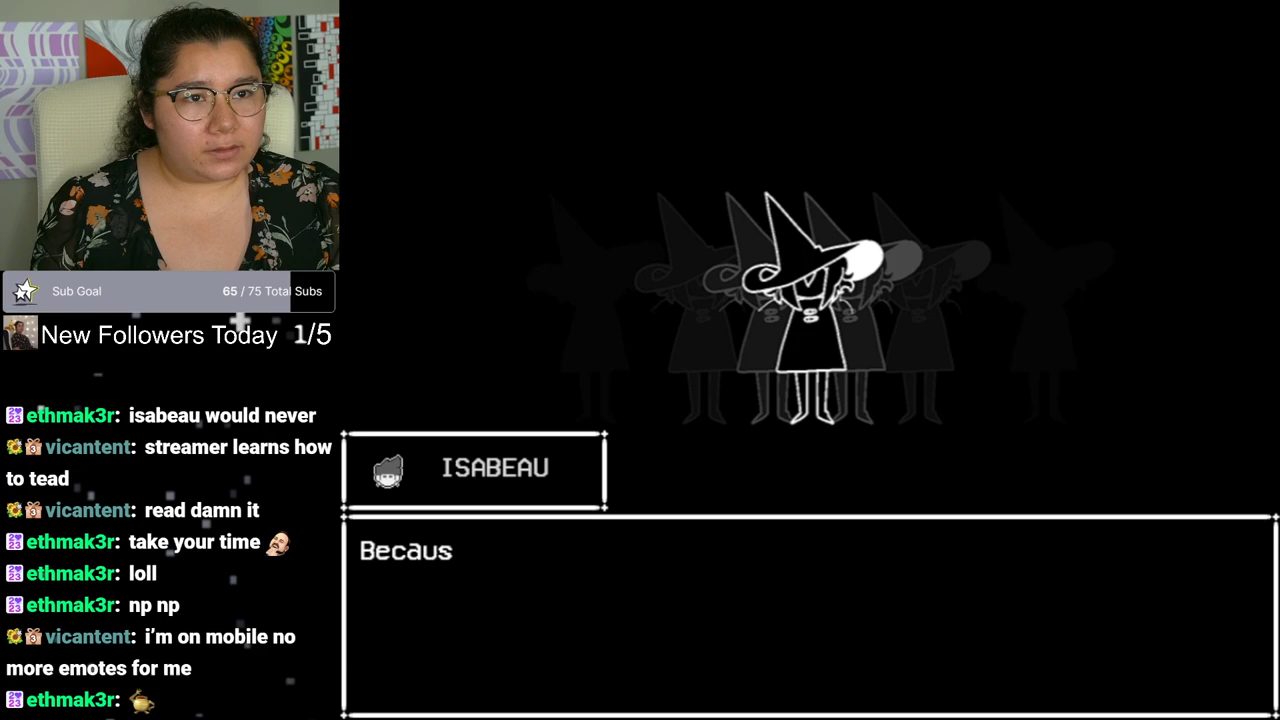 Sub Goal
65 / 75 Total Subs
New Followers Today 1/5
ethmak3r: isabeau would never
vicantent: streamer learns how
to tead
vicantent: read damn it
ethmak3r: take your time
ethmak3r: loll
ethmak3r: np np
vicantent: i'm on mobile no
more emotes for me
ethmak3r:
ISABEAU
Becaus